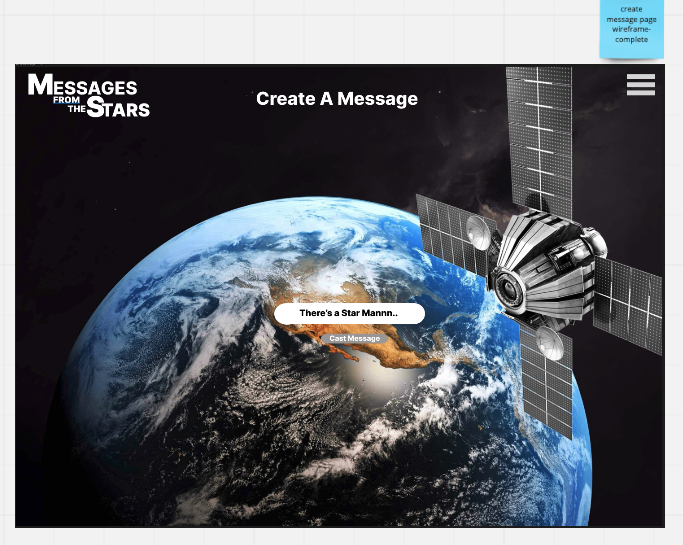 create
message page
wireframe-
complete
MESSAGES
FROM
THE STARS
Create A Message
There's a Star Mannn..
Cast Message